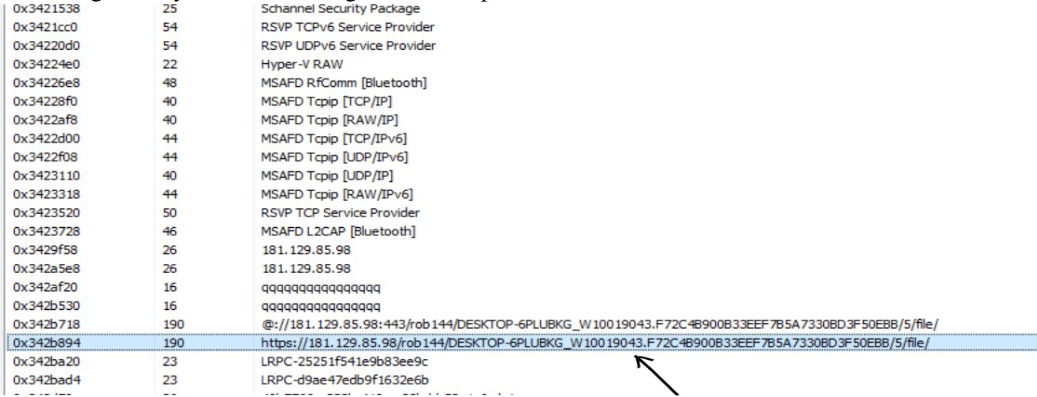 0x3421538 25 Schannel Security Package
0x3421cc0 54 RSVP TCPv6 Service Provider
0x34220d0 54 RSVP UDPv6 Service Provider
0x34224e0 22 Hyper-V RAW
0x34226e8 48 MSAFD RfComm [Bluetooth]
0x34228f0 40 MSAFD Tcpip [TCP/IP]
0x3422af8 40 MSAFD Tcpip [RAW/IP]
0x3422d00 44 MSAFD Tcpip [TCP/IPv6]
0x3422f08 44 MSAFD Tcpip [UDP/IPv6]
0x3423110 40 MSAFD Tcpip [UDP/IP]
0x3423318 44 MSAFD Tcpip [RAW/IPv6]
0x3423520 50 RSVP TCP Service Provider
0x3423728 46 MSAFD L2CAP [Bluetooth]
0x3429f58 26 181.129.85.98
0x342a5e8 26 181.129.85.98
0x342af20 16 qqqqqqqqqqqqqqqq
0x342b530 16 qqqqqqqqqqqqqqqq
0x342b718 190 @://181.129.85.98:443/rob144/DESKTOP-6PLUBKG_W10019043.F72C4B900B33EEF7B5A7330BD3F50EBB/5/file/
0x342b894 190 https://181.129.85.98/rob144/DESKTOP-6PLUBKG_W10019043.F72C4B900B33EEF7B5A7330BD3F50EBB/5/file/
0x342ba20 23 LRPC-25251f541e9b83ee9c
0x342bad4 23 LRPC-d9ae47edb9f1632e6b